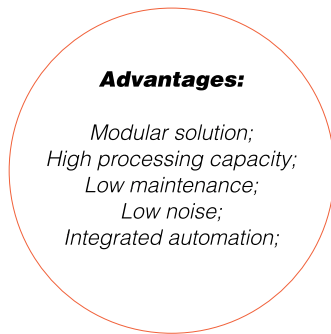 Advantages:
Modular solution;
High processing capacity;
Low maintenance;
Low noise;
Integrated automation;